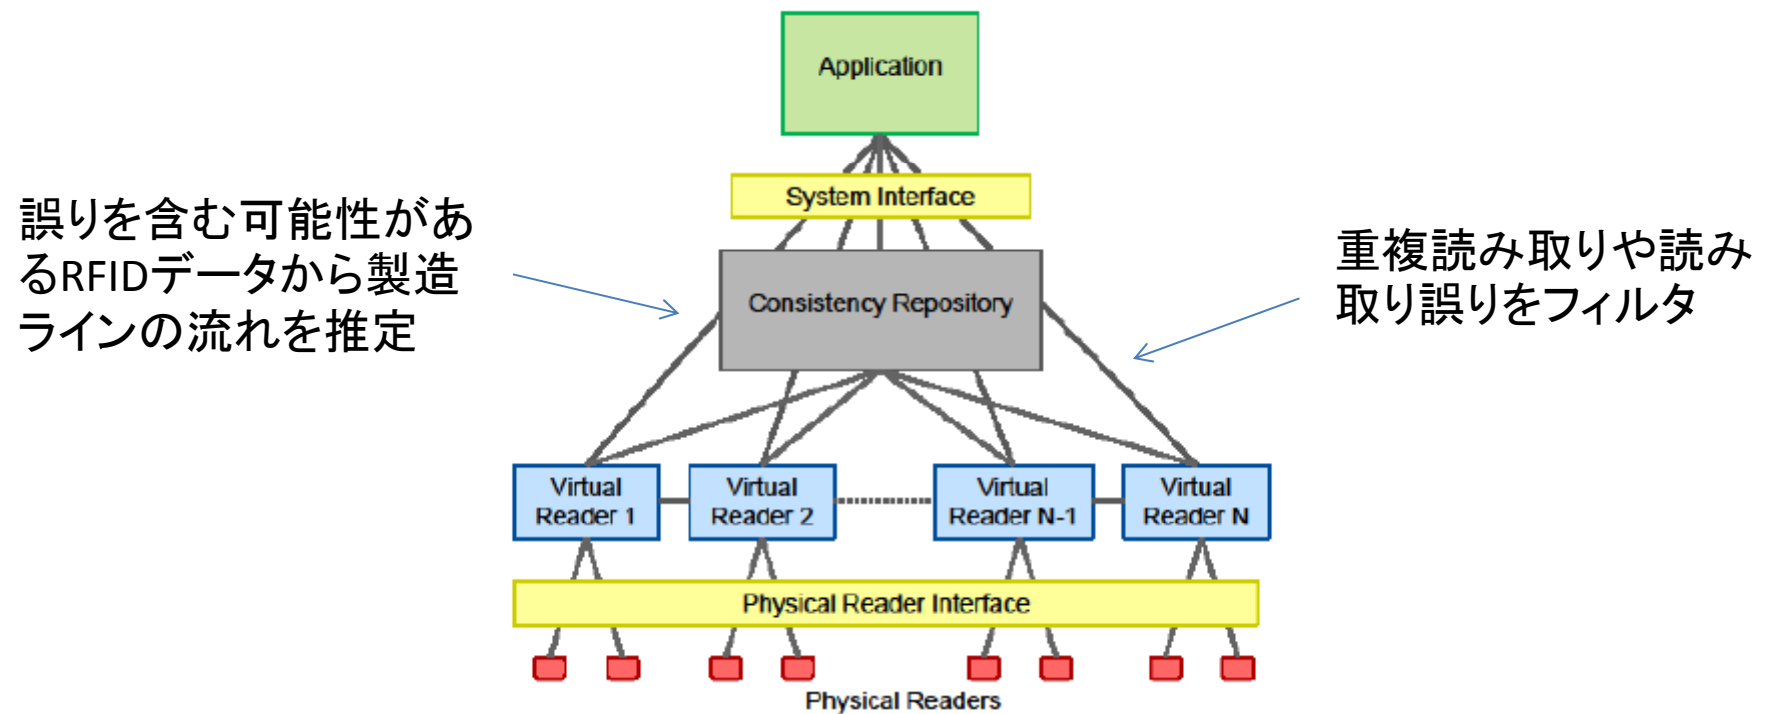 Application
System Interface
誤りを含む可能性があ
るRFIDデータから製造
ラインの流れを推定
重複読み取りや読み
取り誤りをフィルタ
Consistency Repository
Virtual
Reader 1
Virtual
Reader 2
Virtual
Reader N-1
Virtual
Reader N
Physical Reader Interface
Physical Readers